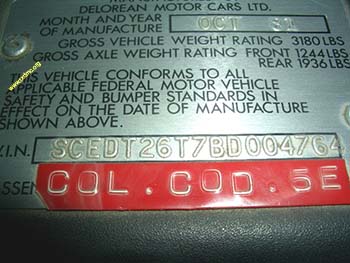 DELOREAN MOTOR CARS LTD.
MONTH AND YEAR
OF MANUFACTURE OCT 81
GROSS VEHICLE WEIGHT RATING 3180 LBS
GROSS AXLE WEIGHT RATING FRONT 1244 LBS
REAR 1936 LBS
THIS VEHICLE CONFORMS TO ALL
APPLICABLE FEDERAL MOTOR VEHICLE
SAFETY AND BUMPER STANDARDS IN
EFFECT ON THE DATE OF MANUFACTURE
SHOWN ABOVE.
V.I.N. SCEDT26T7BD004764
COL. COD. 5E